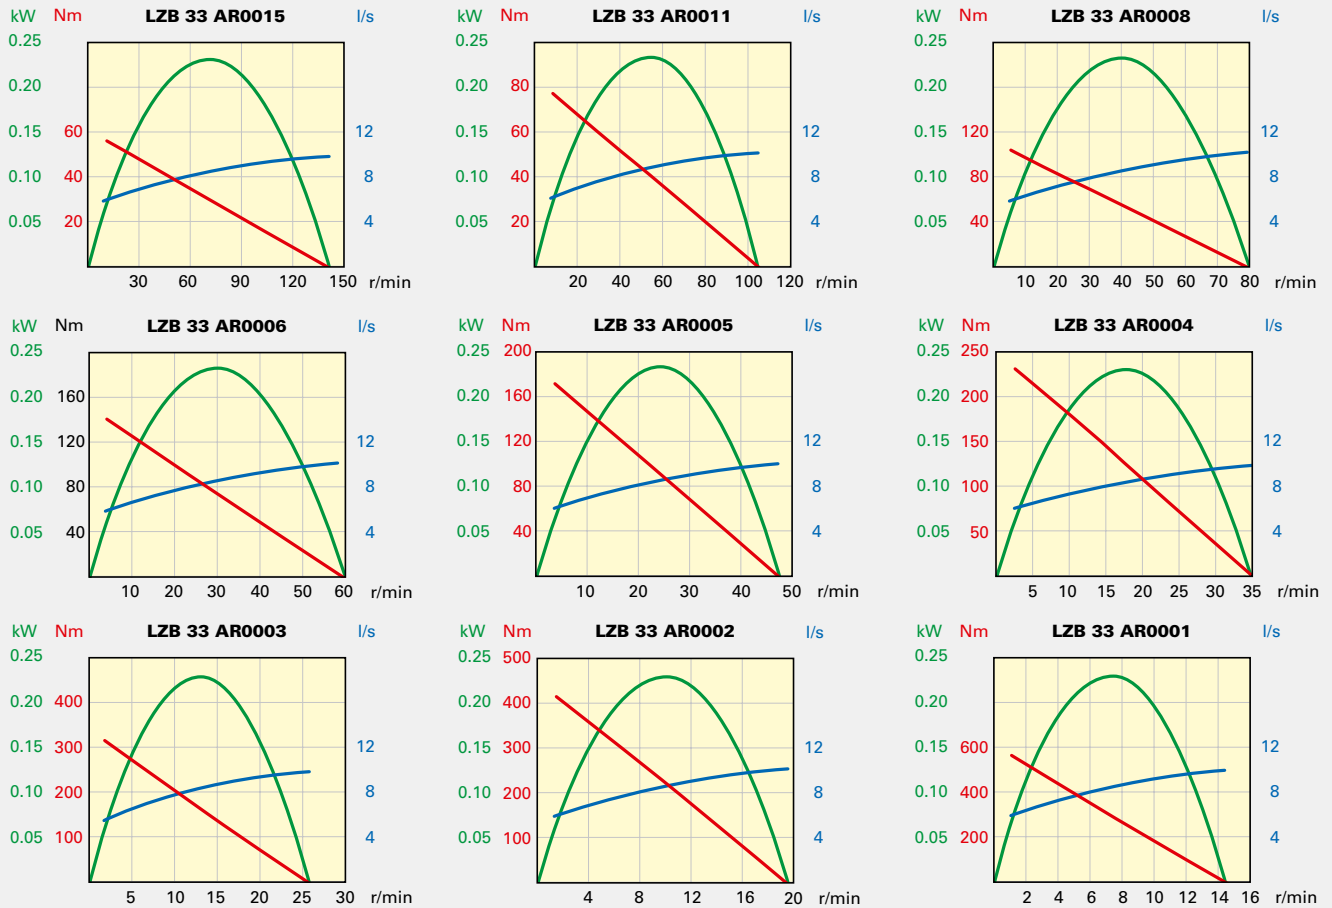 kW Nm LZB 33 AR0015 l/s
0.25
0.20
0.15 60 12
0.10 40 8
0.05 20 4
30 60 90 120 150 r/min
kW Nm LZB 33 AR0011 l/s
0.25
0.20 80
0.15 60 12
0.10 40 8
0.05 20 4
20 40 60 80 100 120 r/min
kW Nm LZB 33 AR0008 l/s
0.25
0.20
0.15 120 12
0.10 80 8
0.05 40 4
10 20 30 40 50 60 70 80 r/min
kW Nm LZB 33 AR0006 l/s
0.25
0.20 160
0.15 120 12
0.10 80 8
0.05 40 4
10 20 30 40 50 60 r/min
kW Nm LZB 33 AR0005 l/s
0.25 200
0.20 160
0.15 120 12
0.10 80 8
0.05 40 4
10 20 30 40 50 r/min
kW Nm LZB 33 AR0004 l/s
0.25 250
0.20 200
0.15 150 12
0.10 100 8
0.05 50 4
5 10 15 20 25 30 35 r/min
kW Nm LZB 33 AR0003 l/s
0.25
0.20 400
0.15 300 12
0.10 200 8
0.05 100 4
5 10 15 20 25 30 r/min
kW Nm LZB 33 AR0002 l/s
0.25 500
0.20 400
0.15 300 12
0.10 200 8
0.05 100 4
4 8 12 16 20 r/min
kW Nm LZB 33 AR0001 l/s
0.25
0.20
0.15 600 12
0.10 400 8
0.05 200 4
2 4 6 8 10 12 14 16 r/min